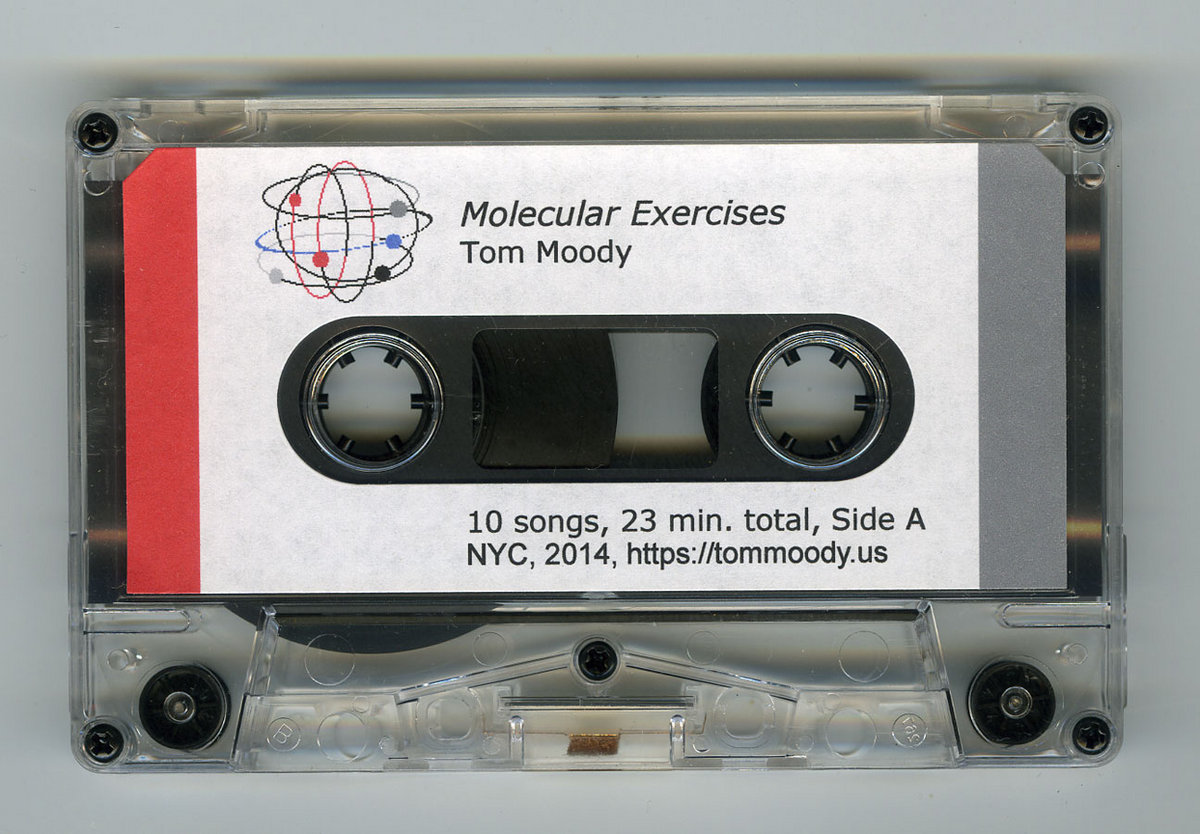 Molecular Exercises
Tom Moody
10 songs, 23 min. total, Side A
NYC, 2014, https://tommoody.us
B